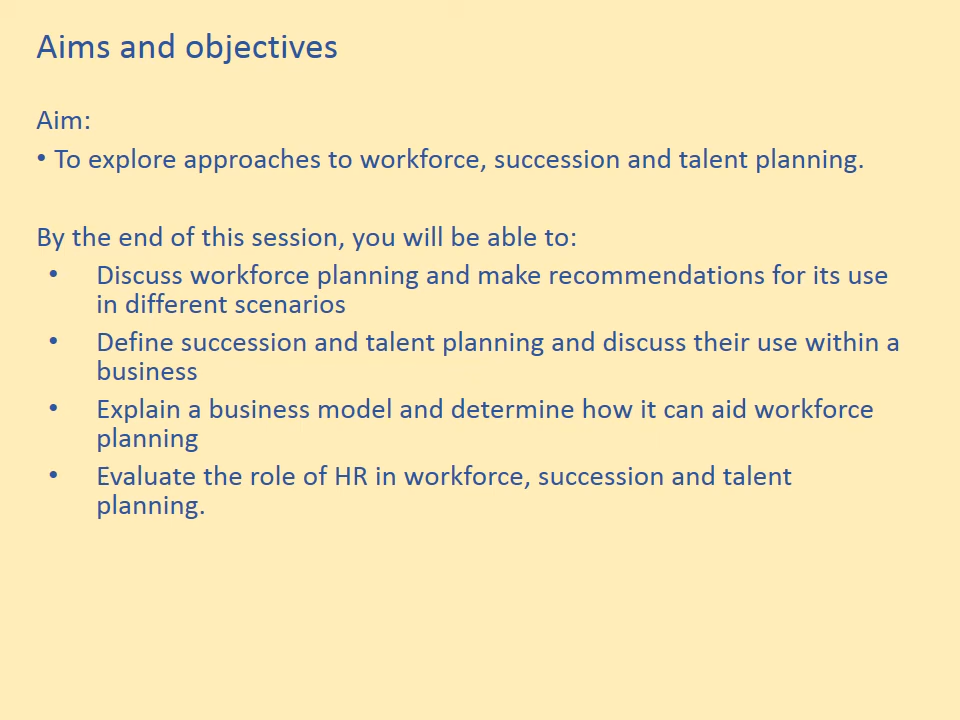 Aims and objectives
Aim:
• To explore approaches to workforce, succession and talent planning.
By the end of this session, you will be able to:
• Discuss workforce planning and make recommendations for its use
in different scenarios
• Define succession and talent planning and discuss their use within a
business
• Explain a business model and determine how it can aid workforce
planning
• Evaluate the role of HR in workforce, succession and talent
planning.